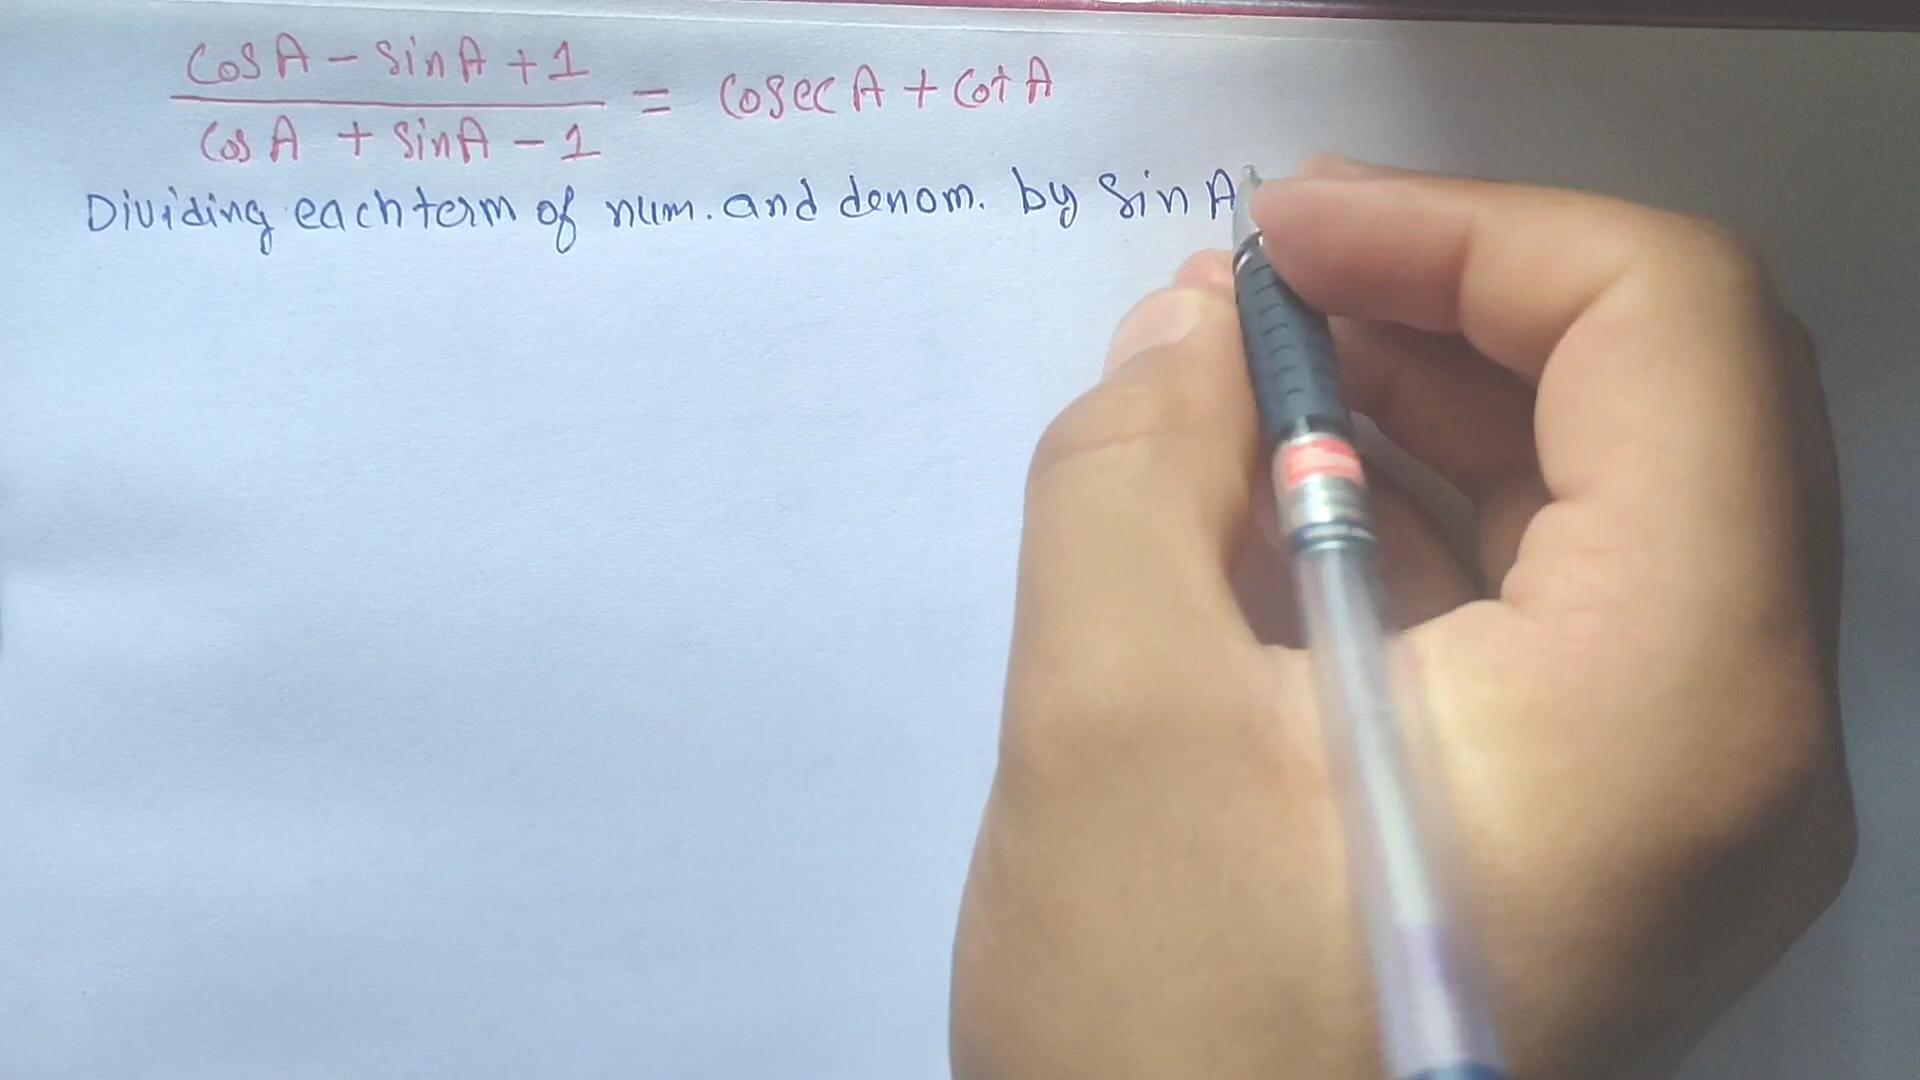 cosA - sinA + 1
cosA + sinA - 1
= cosecA + cotA
Dividing each term of num. and denom. by sin A